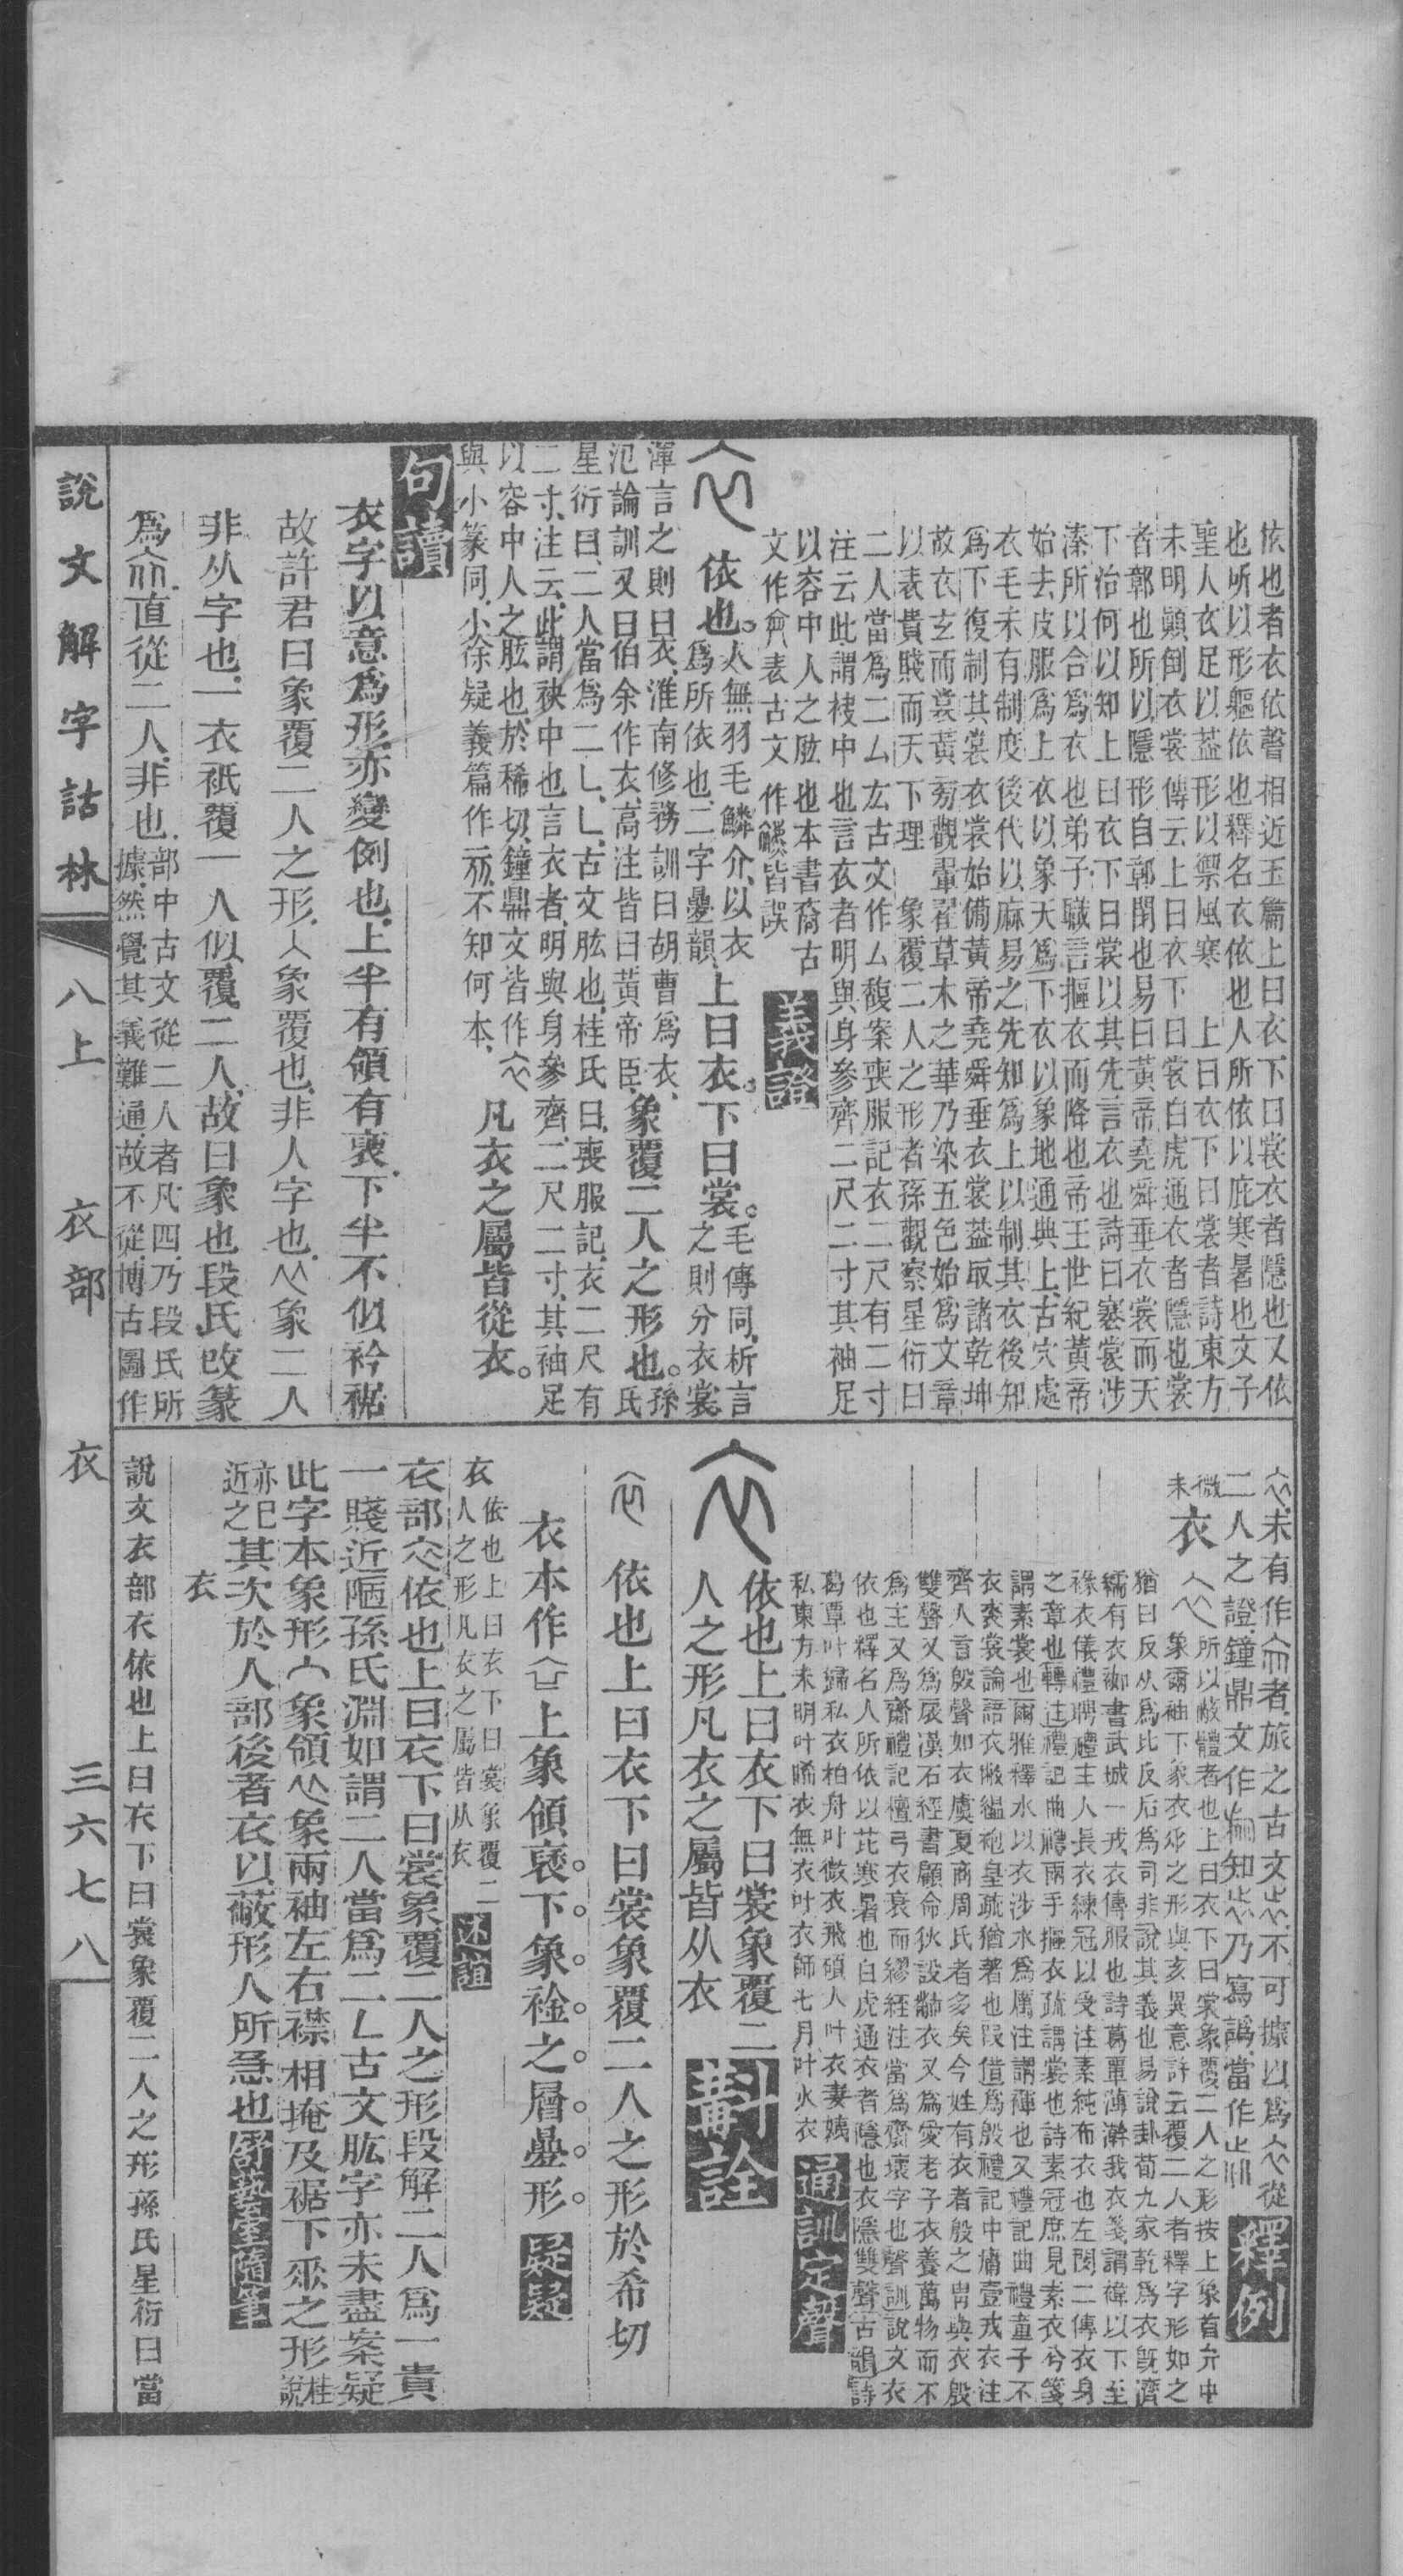 依也者衣依聲相近玉篇上曰衣下曰裳衣者隱也又依
也所以形軀依也釋名衣依也人所依以庇寒暑也文子
聖人衣足以葢形以禦風寒　上曰衣下曰裳者詩東方
未明顚倒衣裳傳云上曰衣下曰裳白虎通衣者隱也裳
者鄣也所以隱形自鄣閉也易曰黃帝堯舜垂衣裳而天
下治何以知上曰衣下曰裳以其先言衣也詩曰褰裳涉
溱所以合爲衣也弟子職言摳衣而降也帝王世紀黃帝
始去皮服爲上衣以象天爲下衣以象地通典上古穴處
衣毛未有制度後代以麻易之先知爲上以制其衣後知
爲下復制其裳衣裳始備黃帝堯舜垂衣裳葢取諸乾坤
故衣玄而裳黃旁觀翬翟草木之華乃染五色始爲文章
以表貴賤而天下理　象覆二人之形者孫觀察星衍曰
二人當爲二厶厷古文作厶馥案喪服記衣二尺有二寸
注云此謂袂中也言衣者明與身參齊二尺二寸其袖足
以容中人之肱也本書裔古
文作　表古文作　皆誤　義證
依也。人無羽毛鱗介、以衣
爲所依也、二字曡韻、上曰衣。下曰裳。毛傳同、析言
之則分衣裳
渾言之則曰衣、淮南修務訓曰胡曹爲衣、
氾論訓又曰伯余作衣、高注皆曰黃帝臣、象覆二人之形也。孫氏
星衍曰、二人當爲二𠃊、𠃊、古文肱也、桂氏曰、喪服記、衣二尺有
二寸、注云、此謂袂中也言衣者、明與身參齊、二尺二寸、其袖足
以容中人之肱也、於稀切、鐘鼎文皆作　、
與小篆同、小徐疑義篇作　、不知何本、凡衣之屬皆從衣。
句讀
衣字以意爲形、亦變例也、上半有領有袤、下半不似衿裾
故許君曰象覆二人之形、人象覆也、非人字也、从象二人
非从字也、一衣衹覆一人、似覆二人、故曰象也、段氏改篆
爲　、直從二人、非也、部中古文從二人者凡四、乃段氏所
據、然覺其義難通、故不從、博古圖作
說文解字詁林　八上　衣部　衣　三六七八
未有作　者、旅之古文　、不可據以爲　從
二人之證、鐘鼎文作　、知　乃寫譌、當作　釋例
衣　微未　所以蔽體者也上曰衣下曰裳象覆二人之形按上象首弁中
象㒳袖下象衣　之形與亥異意許云覆二人者釋字形如之
猶曰反从爲比反后爲司非說其義也易說卦荀九家乾爲衣旣濟
繻有衣袽書武城一戎衣傳服也詩葛覃薄澣我衣箋謂褘以下至
褖衣儀禮聘禮主人長衣練冠以受注素純布衣也左閔二傳衣身
之章也轉注禮記曲禮兩手摳衣疏謂裳也詩素冠庶見素衣兮箋
謂素裳也爾雅釋水以衣涉水爲厲注謂褌也又禮記曲禮童子不
衣裘裳論語衣敝縕袍皇疏猶著也叚借爲殷禮記中庸壹戎衣注
齊人言殷聲如衣虞夏商周氏者多矣今姓有衣者殷之胄與衣殷
雙聲又爲扆漢石經書顧命狄設黼衣又爲愛老子衣養萬物而不
爲主又爲齋禮記檀弓衣衰而繆絰注當爲齋壞字也聲訓說文衣
依也釋名人所依以芘寒暑也白虎通衣者隱也衣隱雙聲古韻詩
葛覃叶歸私衣柏舟叶微衣飛碩人叶衣妻姨
私東方未明叶晞衣無衣叶衣師七月叶火衣　通訓定聲
依也上曰衣下曰裳象覆二
人之形凡衣之屬皆从衣　斠詮
依也上曰衣下曰裳象覆二人之形於希切
衣本作　上象領袤下象裣之層曡形　疑疑
衣　依也上曰衣下曰裳象覆二
人之形凡衣之屬皆从衣　述誼
衣部　依也上曰衣下曰裳象覆二人之形段解二人爲一貴
一賤近陋孫氏淵如謂二人當爲二𠃊古文肱字亦未盡案疑
此字本象形　象領　象兩袖左右襟相掩及裾下　之形桂說
亦已近之其次於人部後者衣以蔽形人所急也　舒蓺室隨筆
衣
說文衣部衣依也上曰衣下曰裳象覆二人之形孫氏星衍曰當